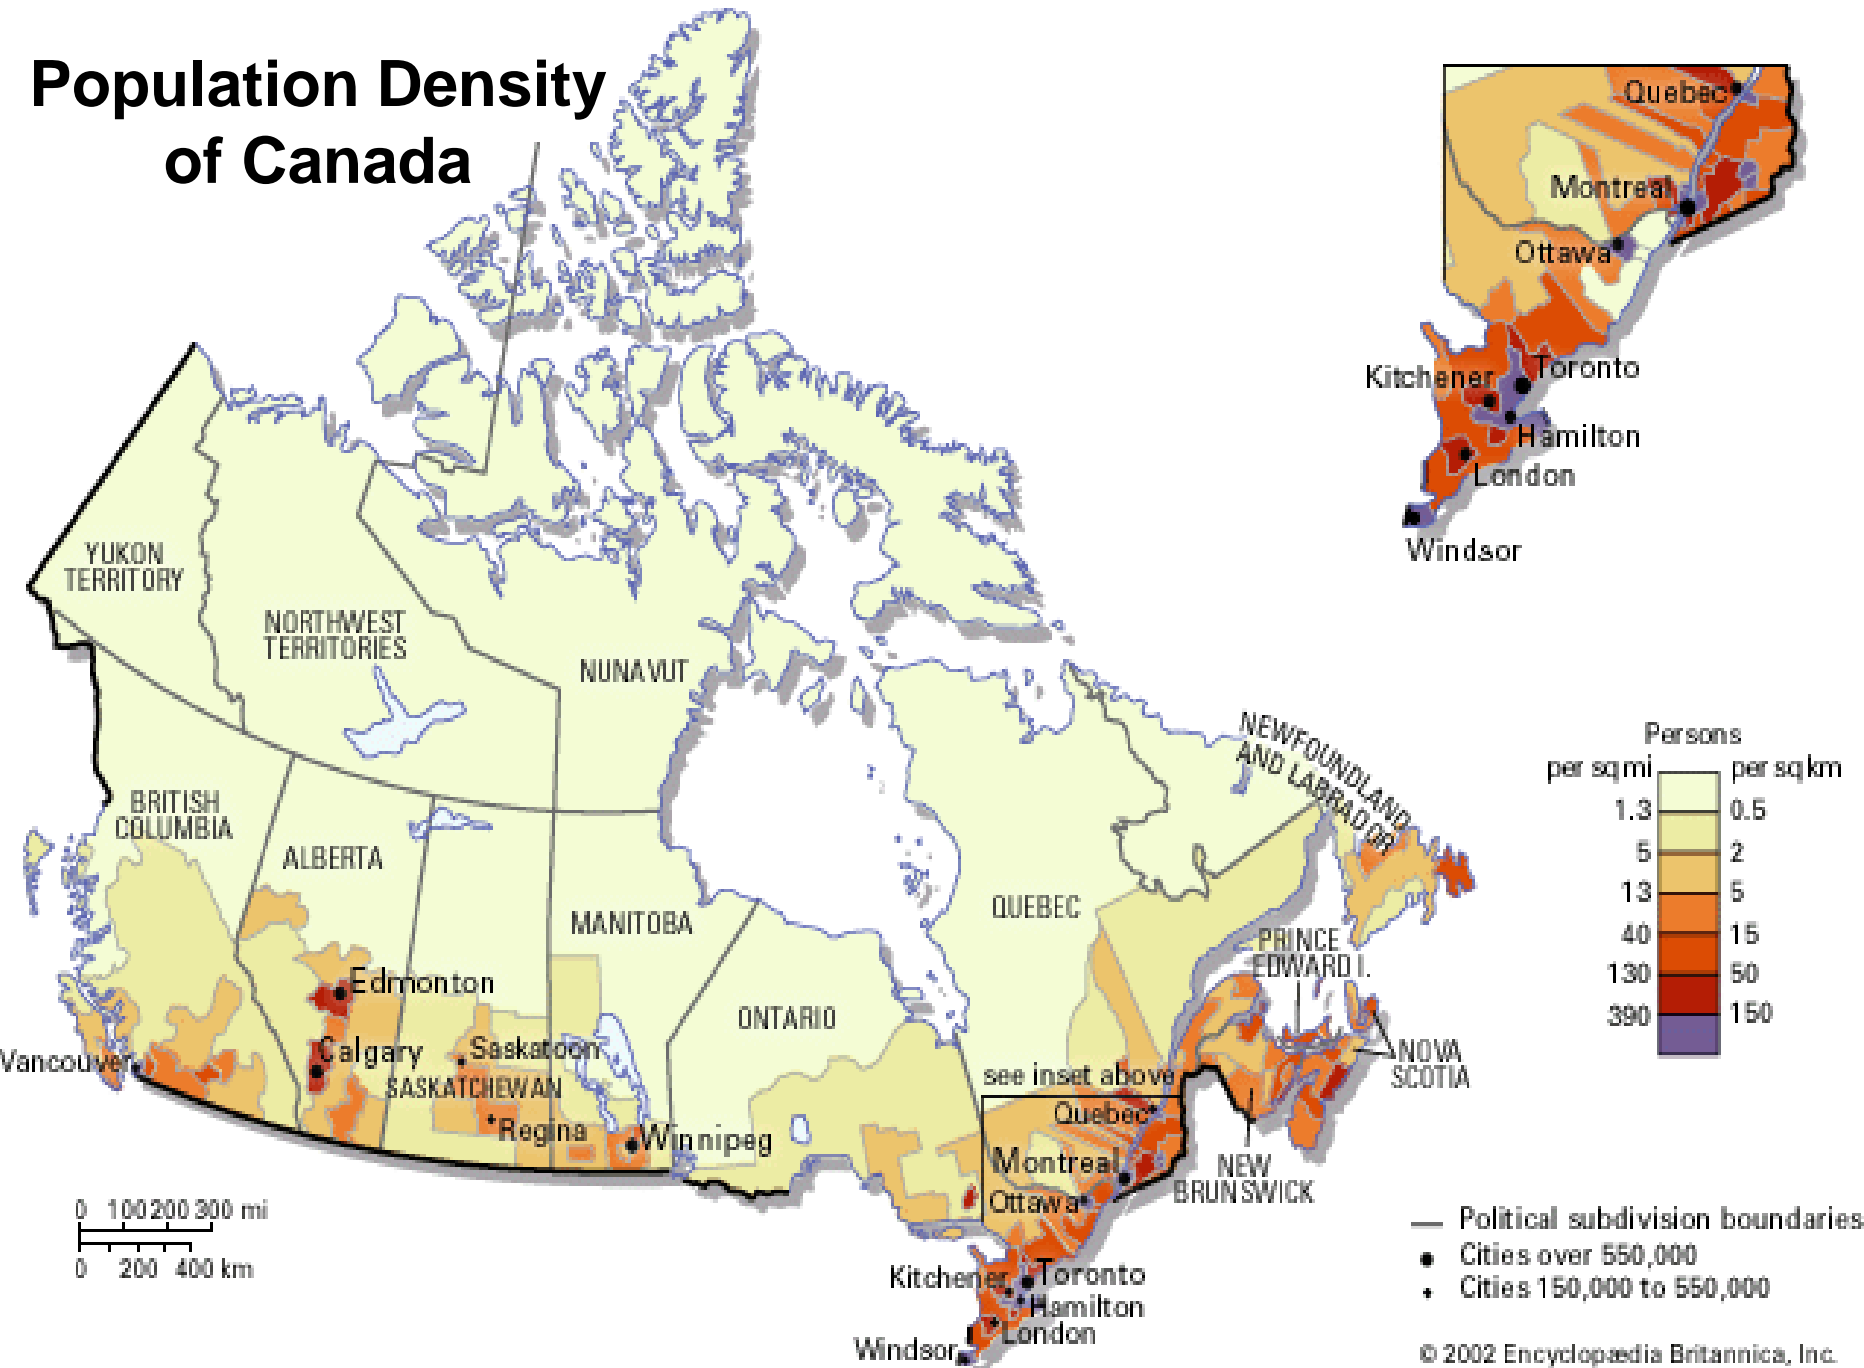 Population Density
of Canada
Quebec
Montreal
Ottawa
Toronto
Kitchener
Hamilton
London
Windsor
YUKON
TERRITORY
NORTHWEST
TERRITORIES
NUNAVUT
BRITISH
COLUMBIA
ALBERTA
MANITOBA
QUEBEC
ONTARIO
NEWFOUNDLAND
AND LABRADOR
PRINCE
EDWARD I.
Edmonton
Calgary
Saskatoon
SASKATCHEWAN
Regina
Winnipeg
Vancouver
see inset above
Quebec
Montreal
Ottawa
NOVA
SCOTIA
NEW
BRUNSWICK
Kitchener
Toronto
Hamilton
London
Windsor
Persons
per sq mi per sq km
1.3 0.5
5 2
13 5
40 15
130 50
390 150
0 100 200 300 mi
0 200 400 km
Political subdivision boundaries
Cities over 550,000
Cities 150,000 to 550,000
© 2002 Encyclopædia Britannica, Inc.